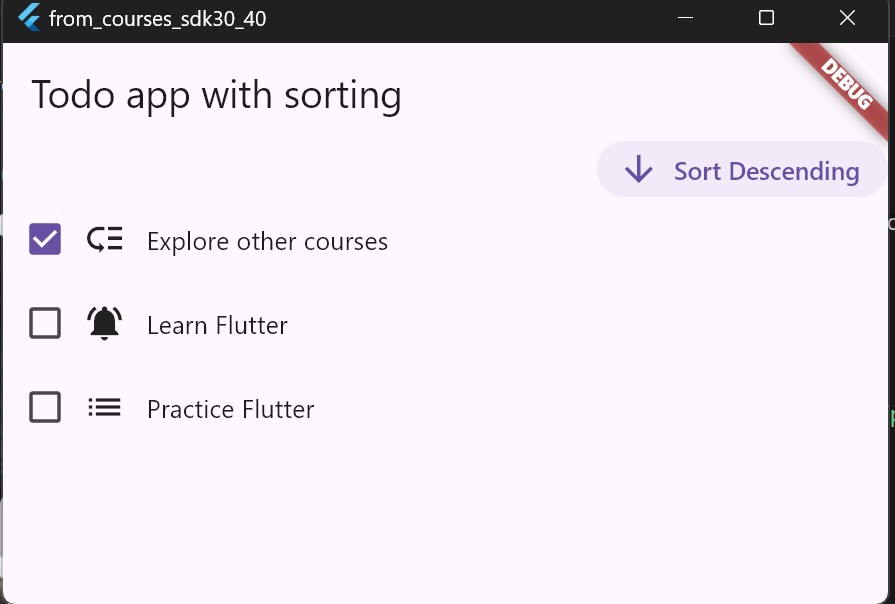 from_courses_sdk30_40
Todo app with sorting
DEBUG
Sort Descending
Explore other courses
Learn Flutter
Practice Flutter